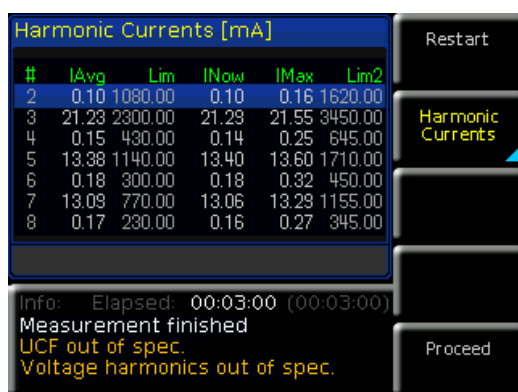 Harmonic Currents [mA]
# IAvg Lim INow IMax Lim2
2 0.10 1080.00 0.10 0.16 1620.00
3 21.23 2300.00 21.29 21.55 3450.00
4 0.15 430.00 0.14 0.25 645.00
5 13.38 1140.00 13.40 13.60 1710.00
6 0.18 300.00 0.18 0.32 450.00
7 13.09 770.00 13.06 13.29 1155.00
8 0.17 230.00 0.16 0.27 345.00
Info: Elapsed: 00:03:00 (00:03:00)
Measurement finished
UCF out of spec.
Voltage harmonics out of spec.
Restart
Harmonic
Currents
Proceed